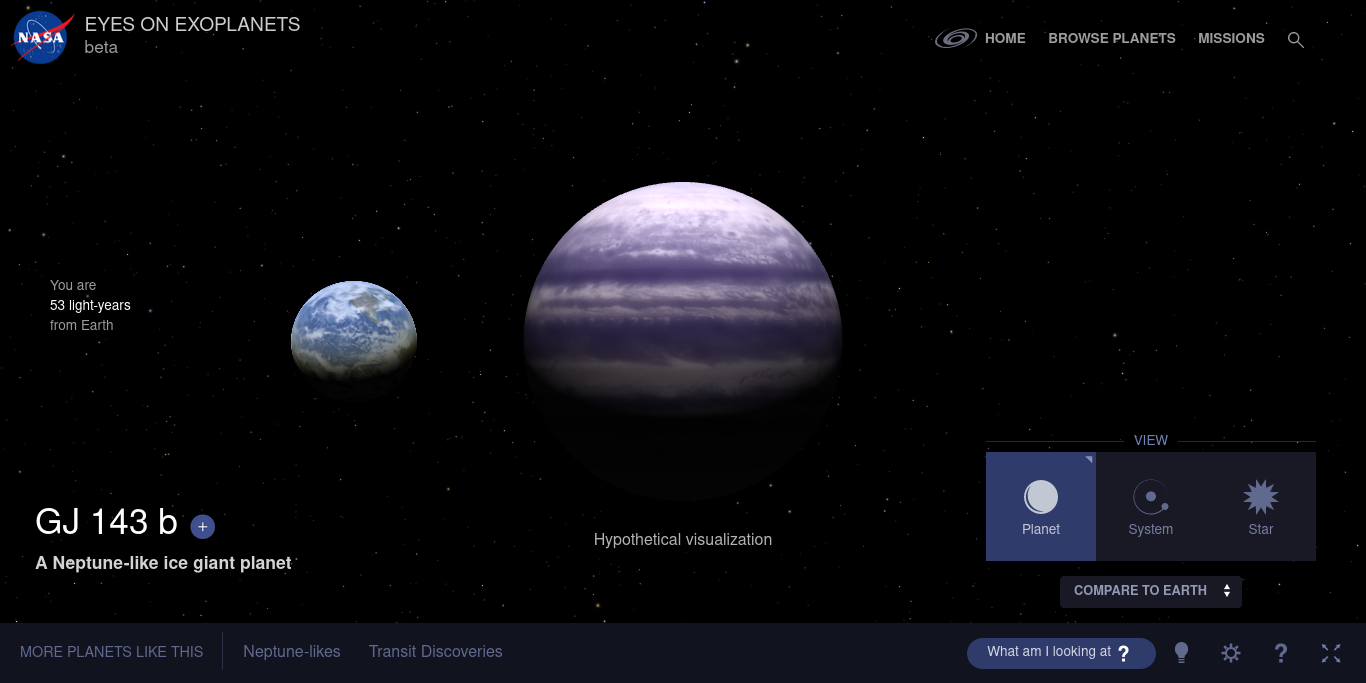 NASA
EYES ON EXOPLANETS
beta
HOME
BROWSE PLANETS
MISSIONS
You are
53 light-years
from Earth
VIEW
Planet
System
Star
GJ 143 b +
A Neptune-like ice giant planet
Hypothetical visualization
COMPARE TO EARTH
MORE PLANETS LIKE THIS
Neptune-likes
Transit Discoveries
What am I looking at ?
?